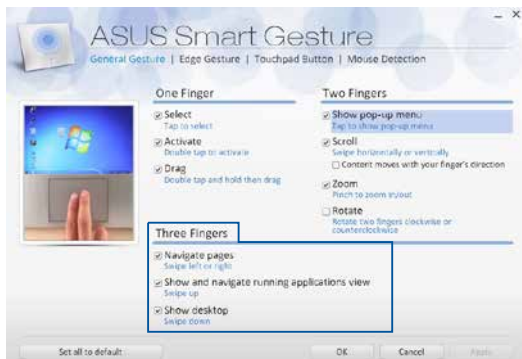 ASUS Smart Gesture
General Gesture | Edge Gesture | Touchpad Button | Mouse Detection
One Finger
Select
Tap to select
Activate
Double tap to activate
Drag
Double tap and hold then drag
Two Fingers
Show pop-up menu
Tap to show pop-up menu
Scroll
Swipe horizontally or vertically
Content moves with your finger's direction
Zoom
Pinch to zoom in/out
Rotate
Rotate two fingers clockwise or
counterclockwise
Three Fingers
Navigate pages
Swipe left or right
Show and navigate running applications view
Swipe up
Show desktop
Swipe down
Set all to default
OK
Cancel